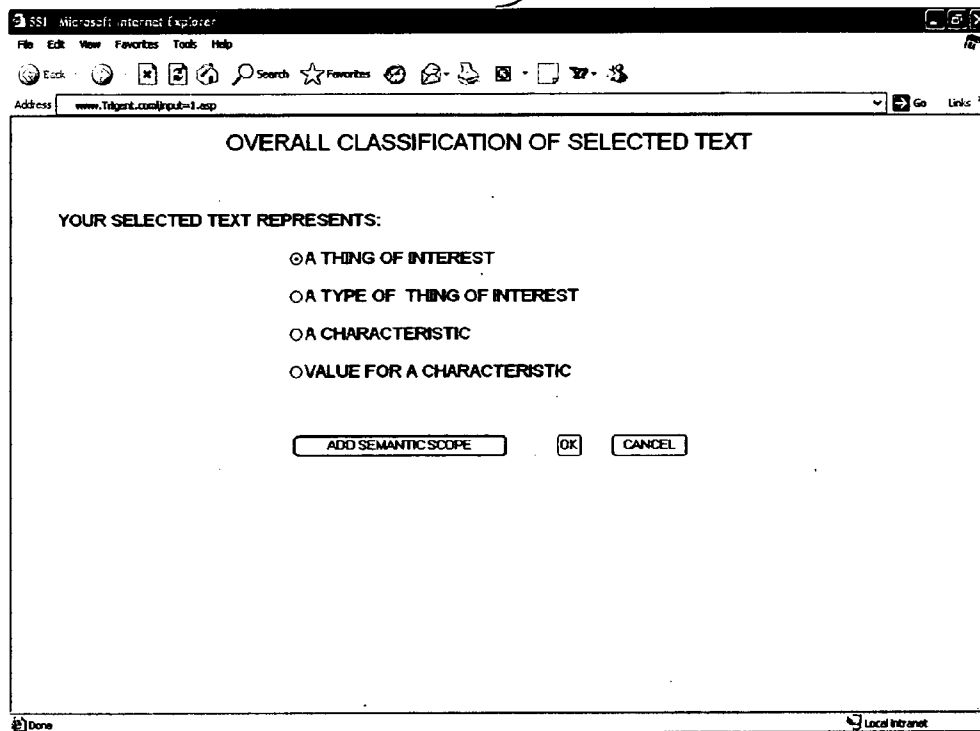 SSI Microsoft Internet Explorer
File Edit View Favorites Tools Help
Back Search Favorites
Address www.Trigent.com/input=1.asp Go Links
OVERALL CLASSIFICATION OF SELECTED TEXT
YOUR SELECTED TEXT REPRESENTS:
A THING OF INTEREST
A TYPE OF THING OF INTEREST
A CHARACTERISTIC
VALUE FOR A CHARACTERISTIC
ADD SEMANTIC SCOPE OK CANCEL
Done Local intranet